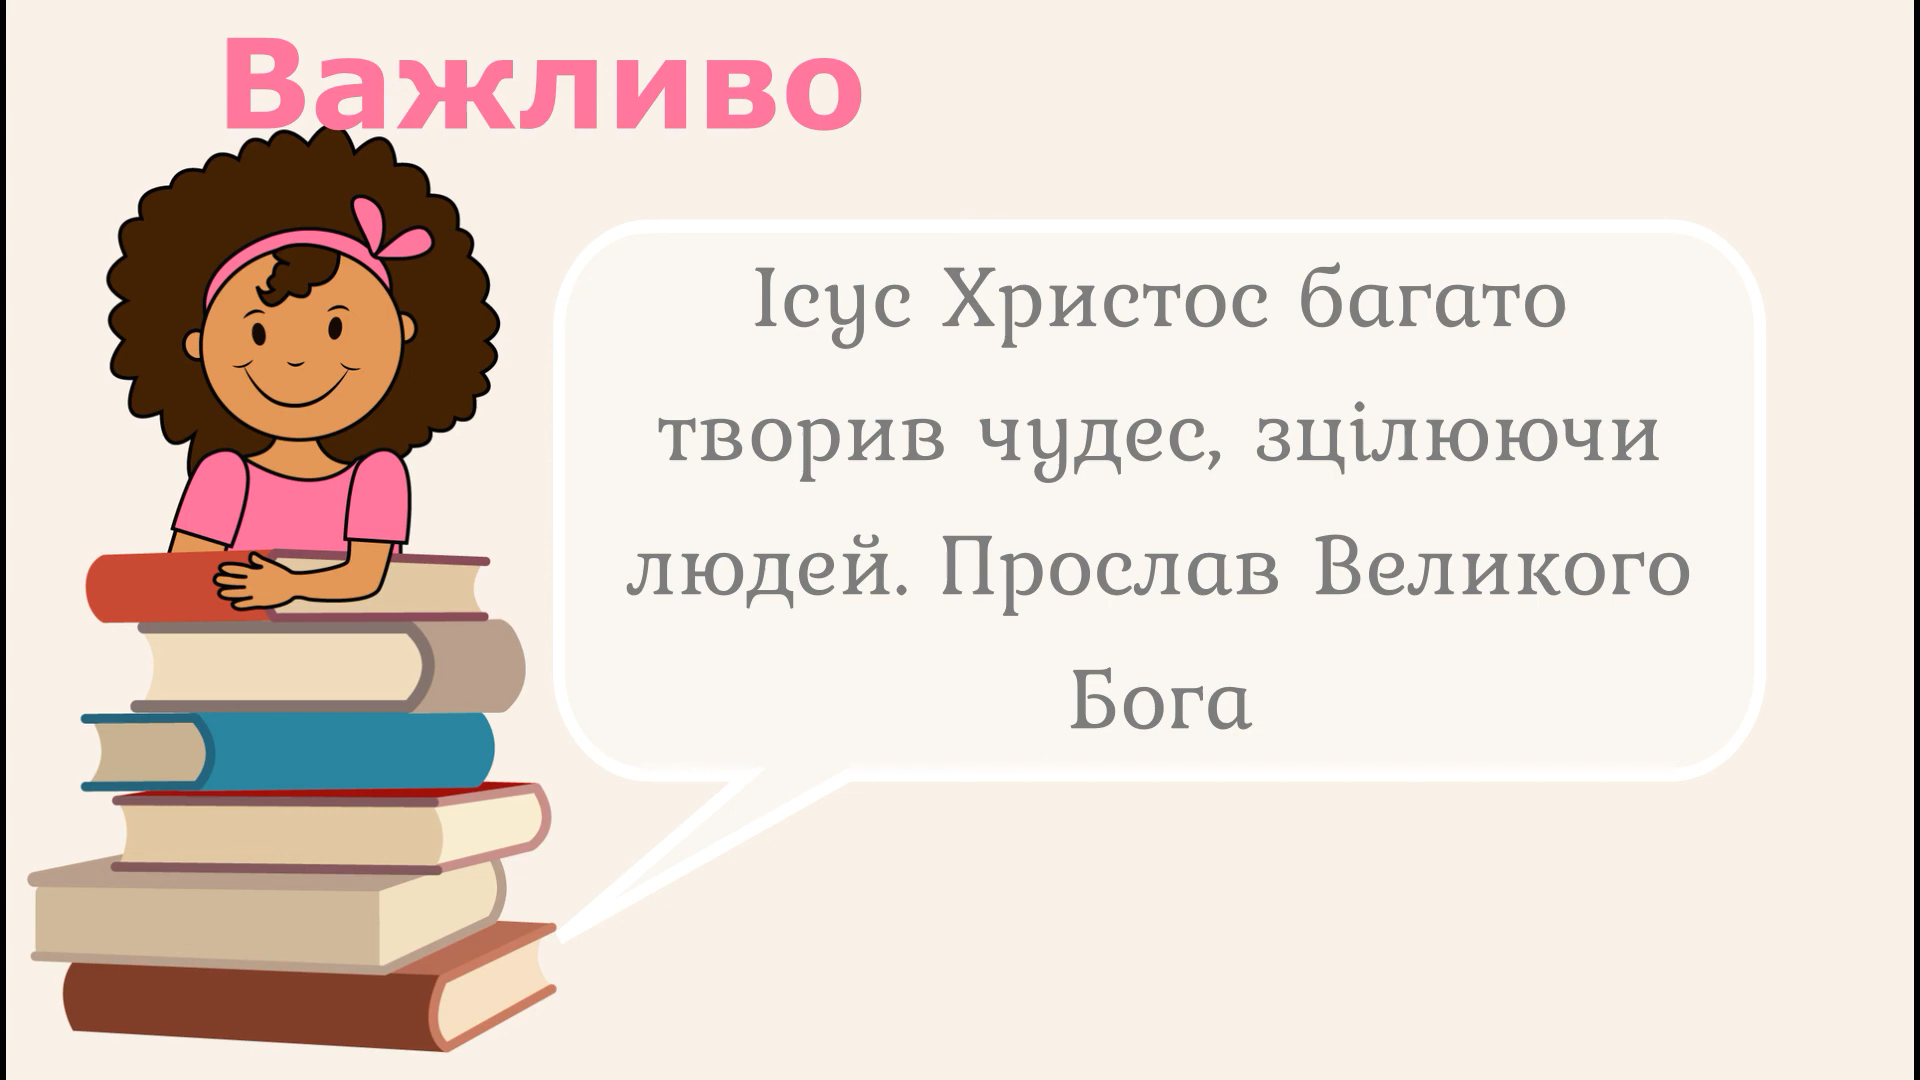 Важливо
Ісус Христос багато
творив чудес, зцілюючи
людей. Прослав Великого
Бога